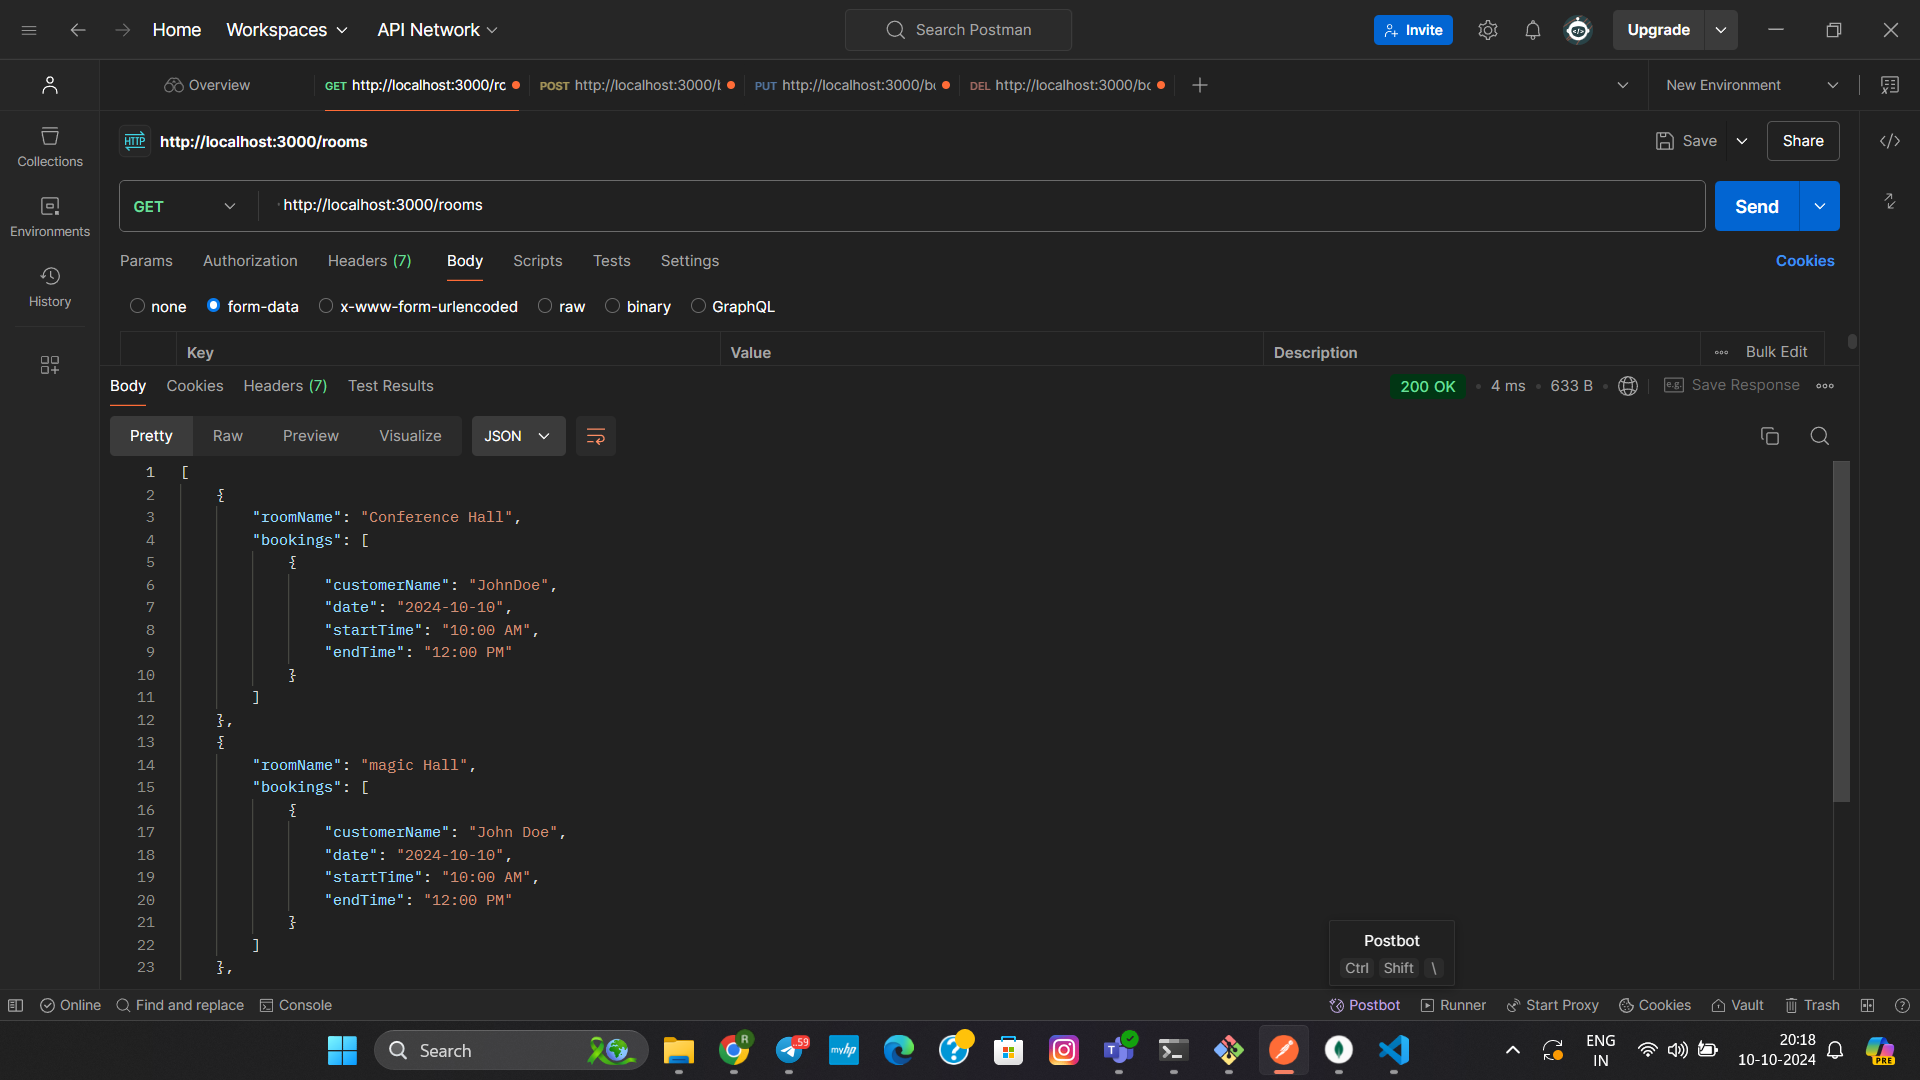 Home Workspaces API Network Search Postman Invite Upgrade
Overview GET http://localhost:3000/ro POST http://localhost:3000/b PUT http://localhost:3000/bo DEL http://localhost:3000/bo New Environment
HTTP http://localhost:3000/rooms Save Share
Collections
GET http://localhost:3000/rooms Send
Environments
Params Authorization Headers (7) Body Scripts Tests Settings Cookies
History
none form-data x-www-form-urlencoded raw binary GraphQL
Key Value Description Bulk Edit
Body Cookies Headers (7) Test Results 200 OK 4 ms 633 B e.g. Save Response
Pretty Raw Preview Visualize JSON
1 [
2 {
3 "roomName": "Conference Hall",
4 "bookings": [
5 {
6 "customerName": "JohnDoe",
7 "date": "2024-10-10",
8 "startTime": "10:00 AM",
9 "endTime": "12:00 PM"
10 }
11 ]
12 },
13 {
14 "roomName": "magic Hall",
15 "bookings": [
16 {
17 "customerName": "John Doe",
18 "date": "2024-10-10",
19 "startTime": "10:00 AM",
20 "endTime": "12:00 PM"
21 }
22 ]
23 },
Postbot
Ctrl Shift \
Online Find and replace Console Postbot Runner Start Proxy Cookies Vault Trash
Search R 59 myhp T ENG 20:18
IN 10-10-2024 PRE